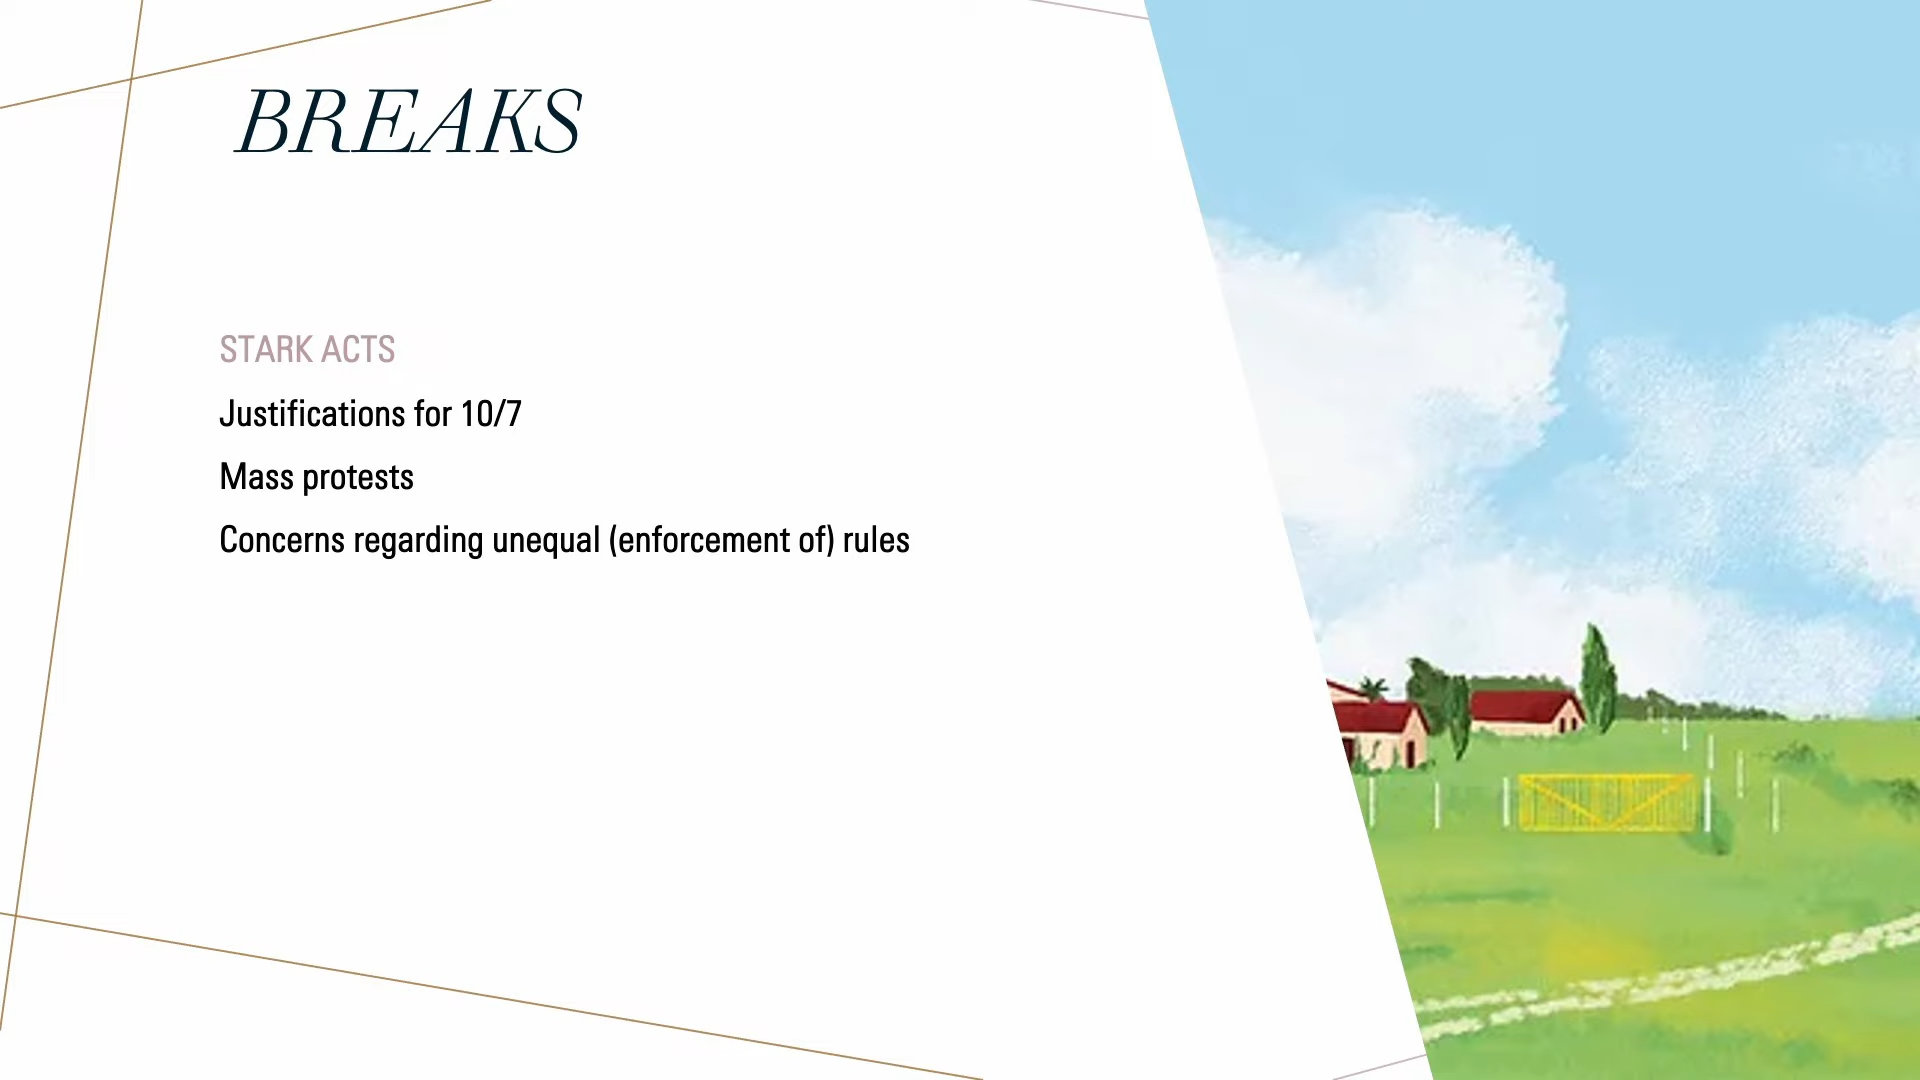 BREAKS
STARK ACTS
Justifications for 10/7
Mass protests
Concerns regarding unequal (enforcement of) rules